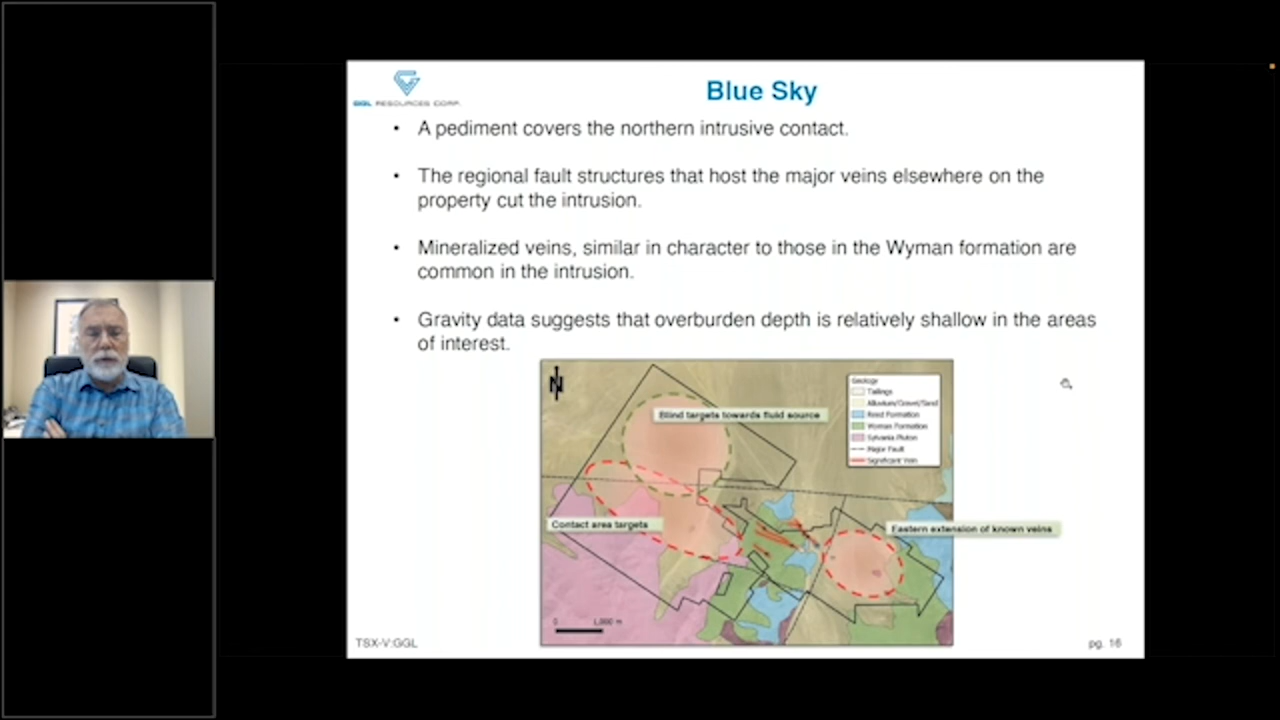 GGL RESOURCES CORP.
Blue Sky
• A pediment covers the northern intrusive contact.
• The regional fault structures that host the major veins elsewhere on the
property cut the intrusion.
• Mineralized veins, similar in character to those in the Wyman formation are
common in the intrusion.
• Gravity data suggests that overburden depth is relatively shallow in the areas
of interest.
N
Blind targets towards fluid source
Geology
Tailings
Alluvium/Gravel/Sand
Reed Formation
Wyman Formation
Sylvania Pluton
Major Fault
Significant Vein
Contact area targets
Eastern extension of known veins
0 1,000 m
TSX-V:GGL
pg. 16